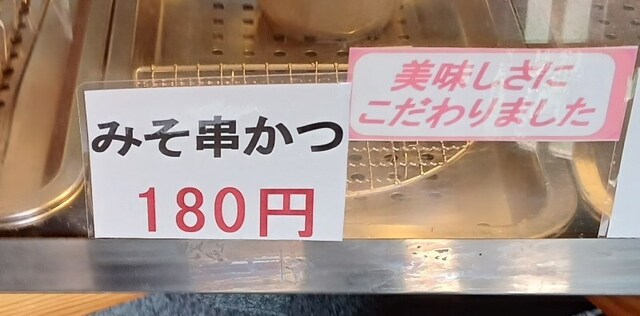 みそ串かつ
180円
美味しさに
こだわりました